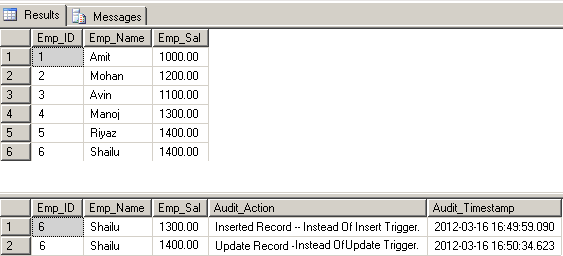 Results Messages
Emp_ID Emp_Name Emp_Sal
1 1 Amit 1000.00
2 2 Mohan 1200.00
3 3 Avin 1100.00
4 4 Manoj 1300.00
5 5 Riyaz 1400.00
6 6 Shailu 1400.00
Emp_ID Emp_Name Emp_Sal Audit_Action Audit_Timestamp
1 6 Shailu 1300.00 Inserted Record -- Instead Of Insert Trigger. 2012-03-16 16:49:59.090
2 6 Shailu 1400.00 Update Record -Instead OfUpdate Trigger. 2012-03-16 16:50:34.623